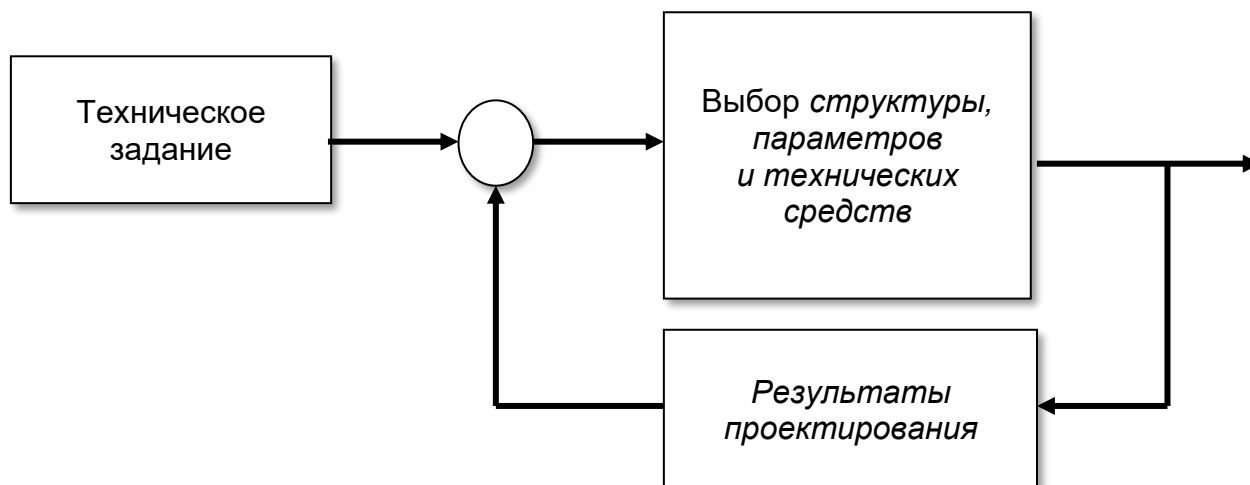 Техническое
задание
Выбор структуры,
параметров
и технических
средств
Результаты
проектирования